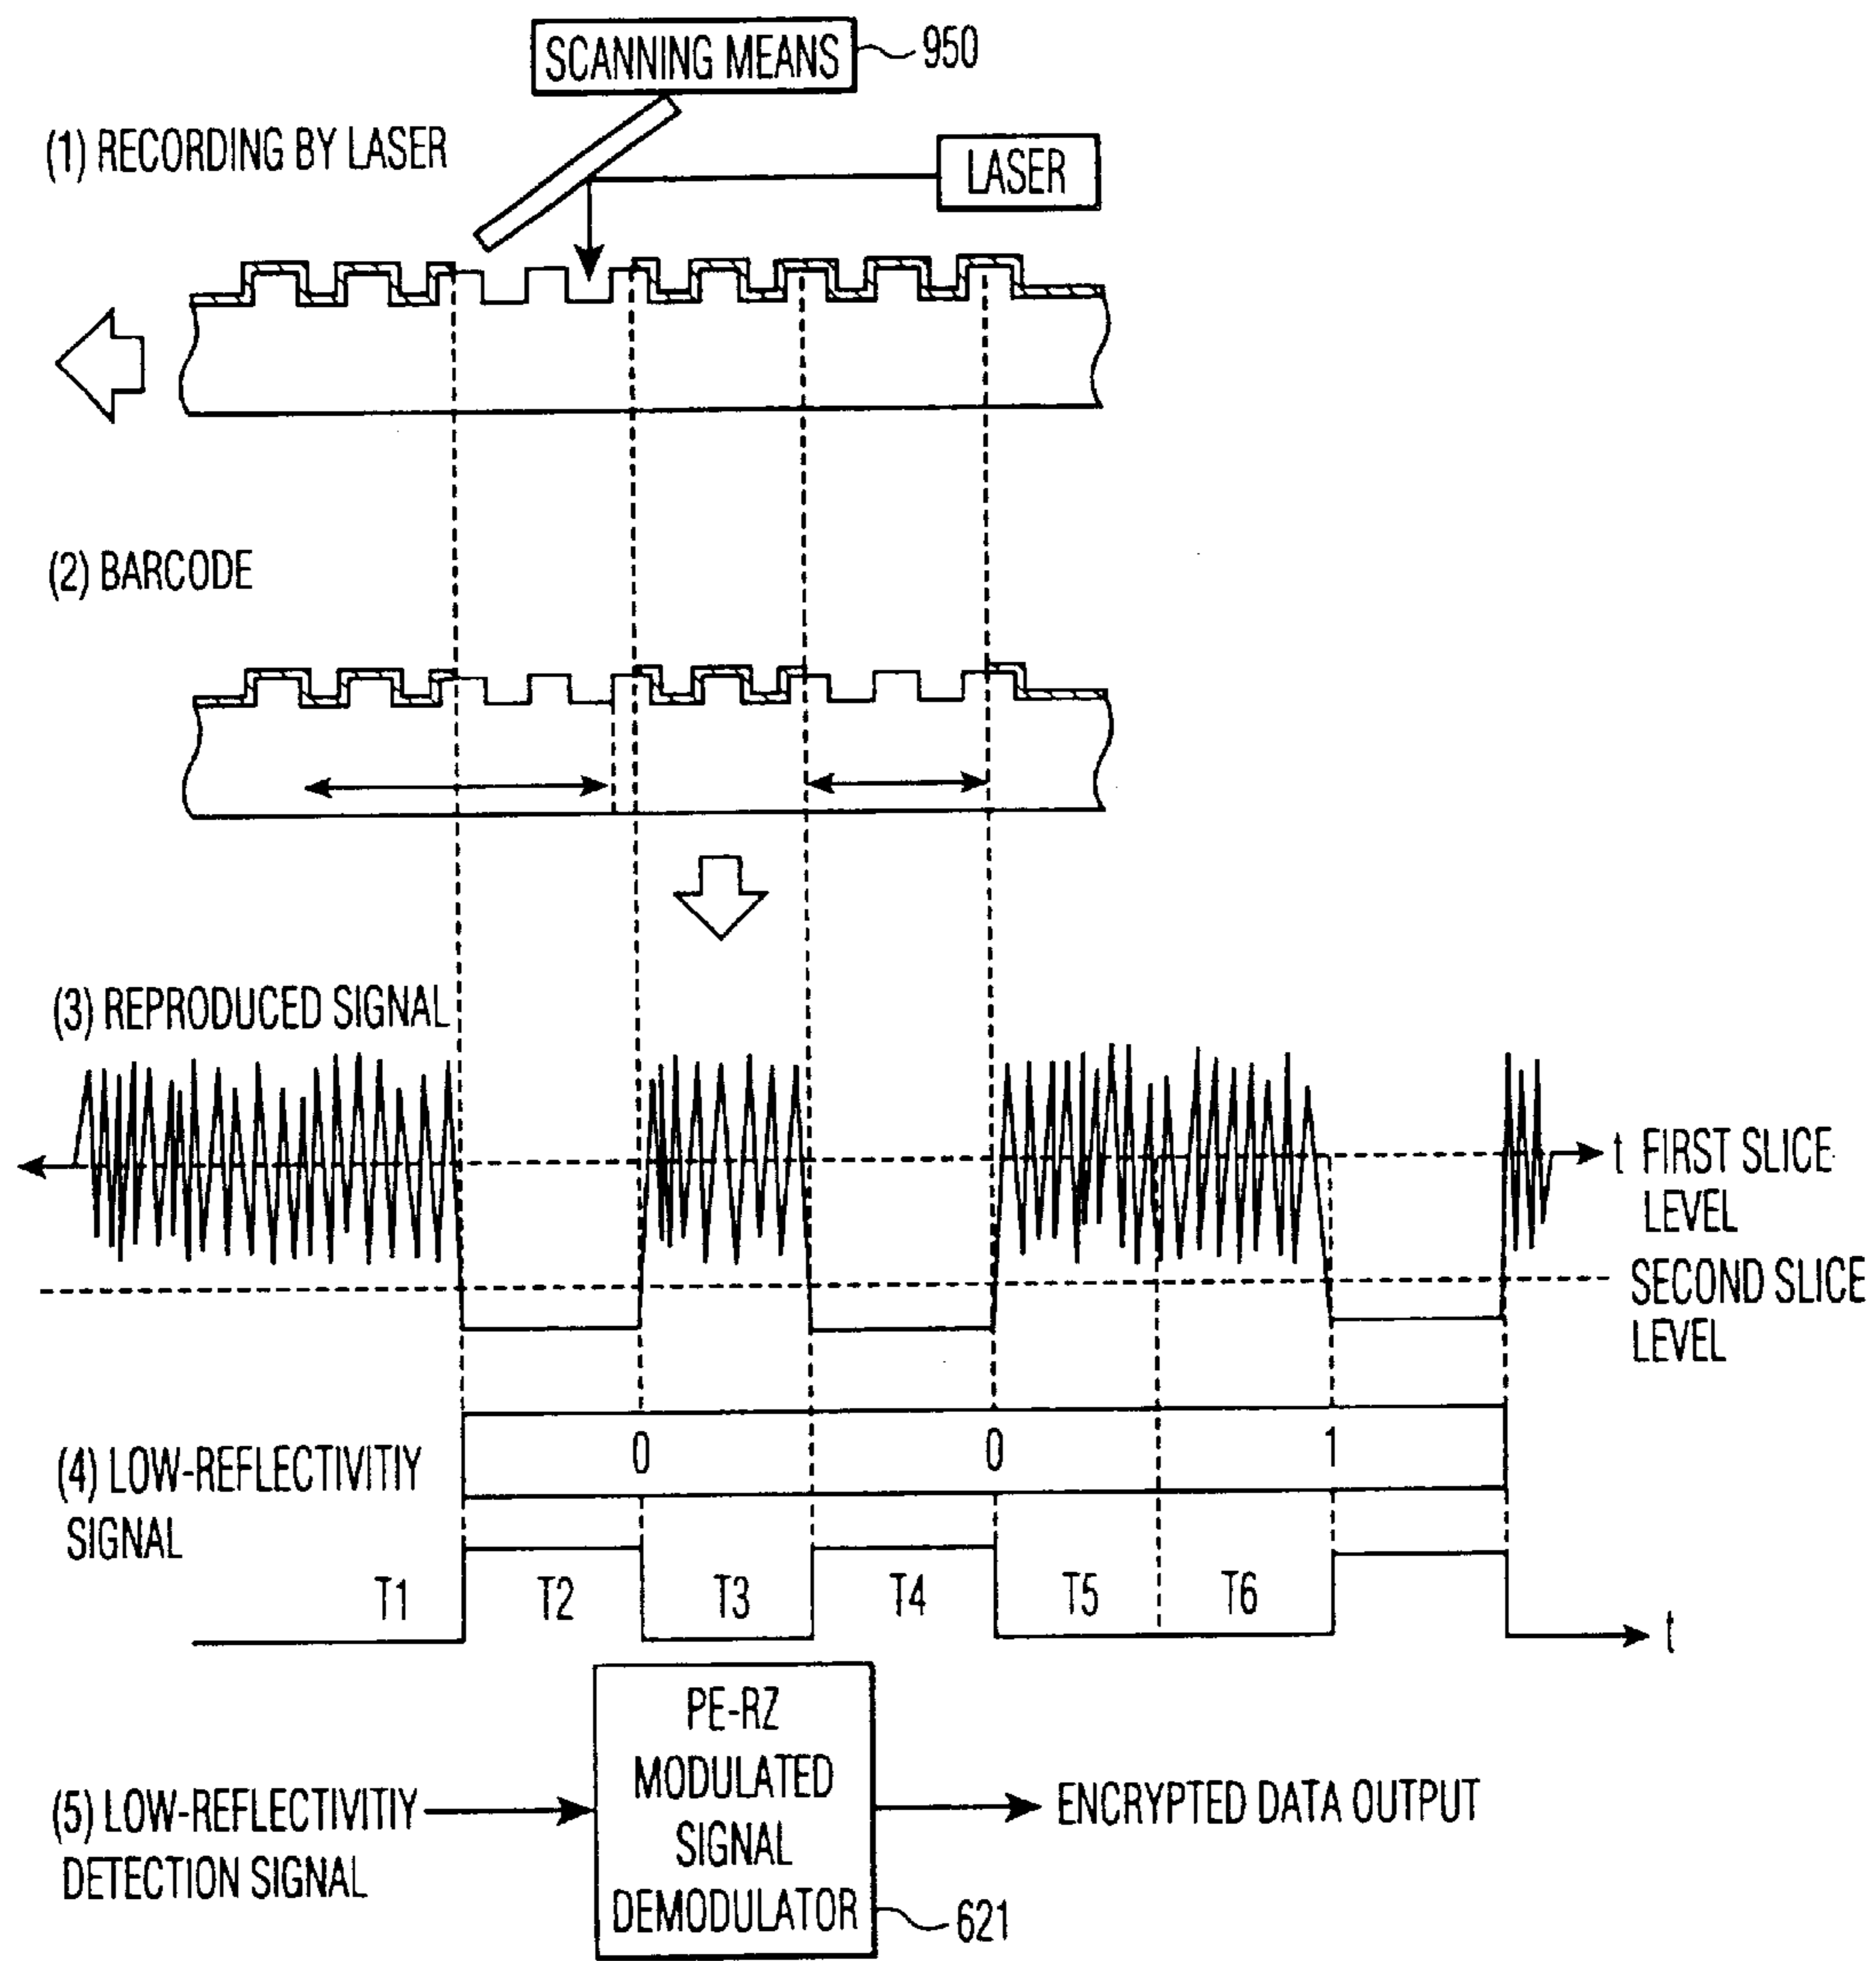 SCANNING MEANS
950
(1) RECORDING BY LASER
LASER
(2) BARCODE
(3) REPRODUCED SIGNAL
t FIRST SLICE
LEVEL
SECOND SLICE
LEVEL
(4) LOW-REFLECTIVITIY
SIGNAL
0 0 1
T1 T2 T3 T4 T5 T6
t
PE-RZ
MODULATED
SIGNAL
DEMODULATOR
(5) LOW-REFLECTIVITIY
DETECTION SIGNAL
ENCRYPTED DATA OUTPUT
621